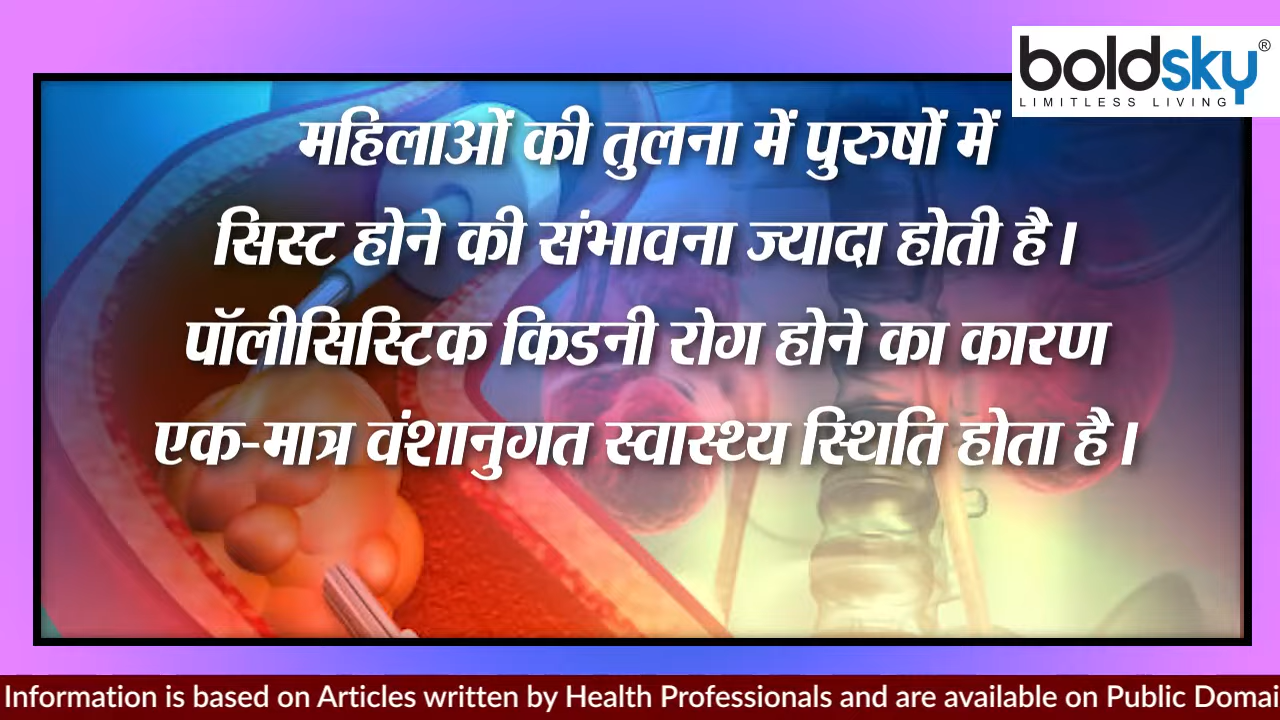 boldsky®
LIMITLESS LIVING
महिलाओं की तुलना में पुरुषों में
सिस्ट होने की संभावना ज्यादा होती है।
पॉलीसिस्टिक किडनी रोग होने का कारण
एक-मात्र वंशानुगत स्वास्थ्य स्थिति होता है।
Information is based on Articles written by Health Professionals and are available on Public Domai